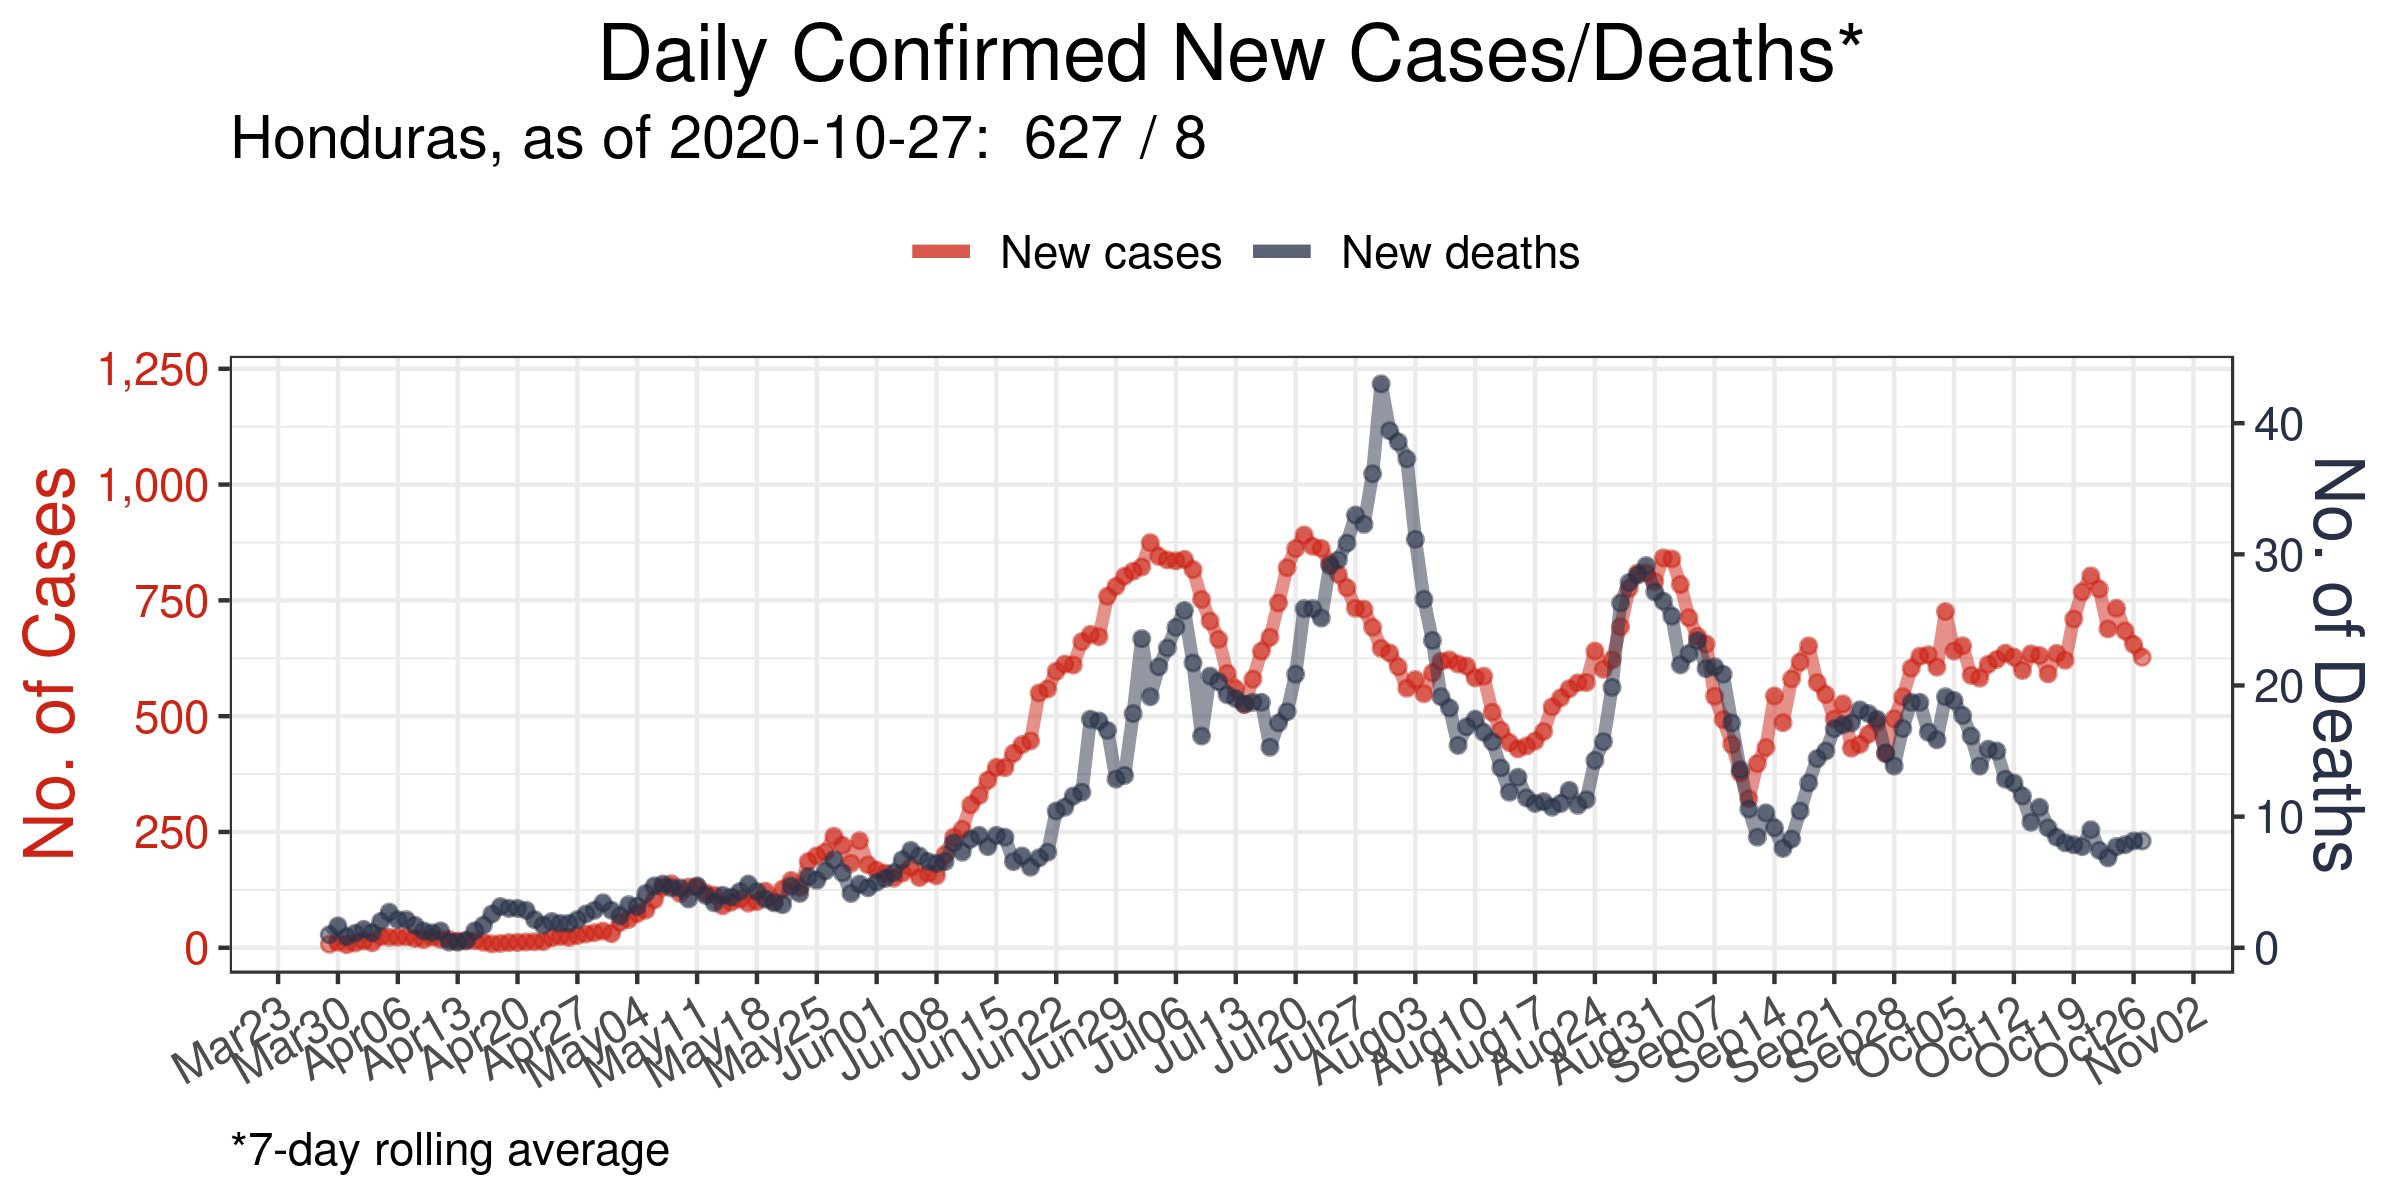 Daily Confirmed New Cases/Deaths*
Honduras, as of 2020-10-27:  627 / 8
New cases
New deaths
No. of Cases
1,250
1,000
750
500
250
0
40
30
20
10
0
No. of Deaths
Mar23
Mar30
Apr06
Apr13
Apr20
Apr27
May04
May11
May18
May25
Jun01
Jun08
Jun15
Jun22
Jun29
Jul06
Jul13
Jul20
Jul27
Aug03
Aug10
Aug17
Aug24
Aug31
Sep07
Sep14
Sep21
Sep28
Oct05
Oct12
Oct19
Oct26
Nov02
*7-day rolling average